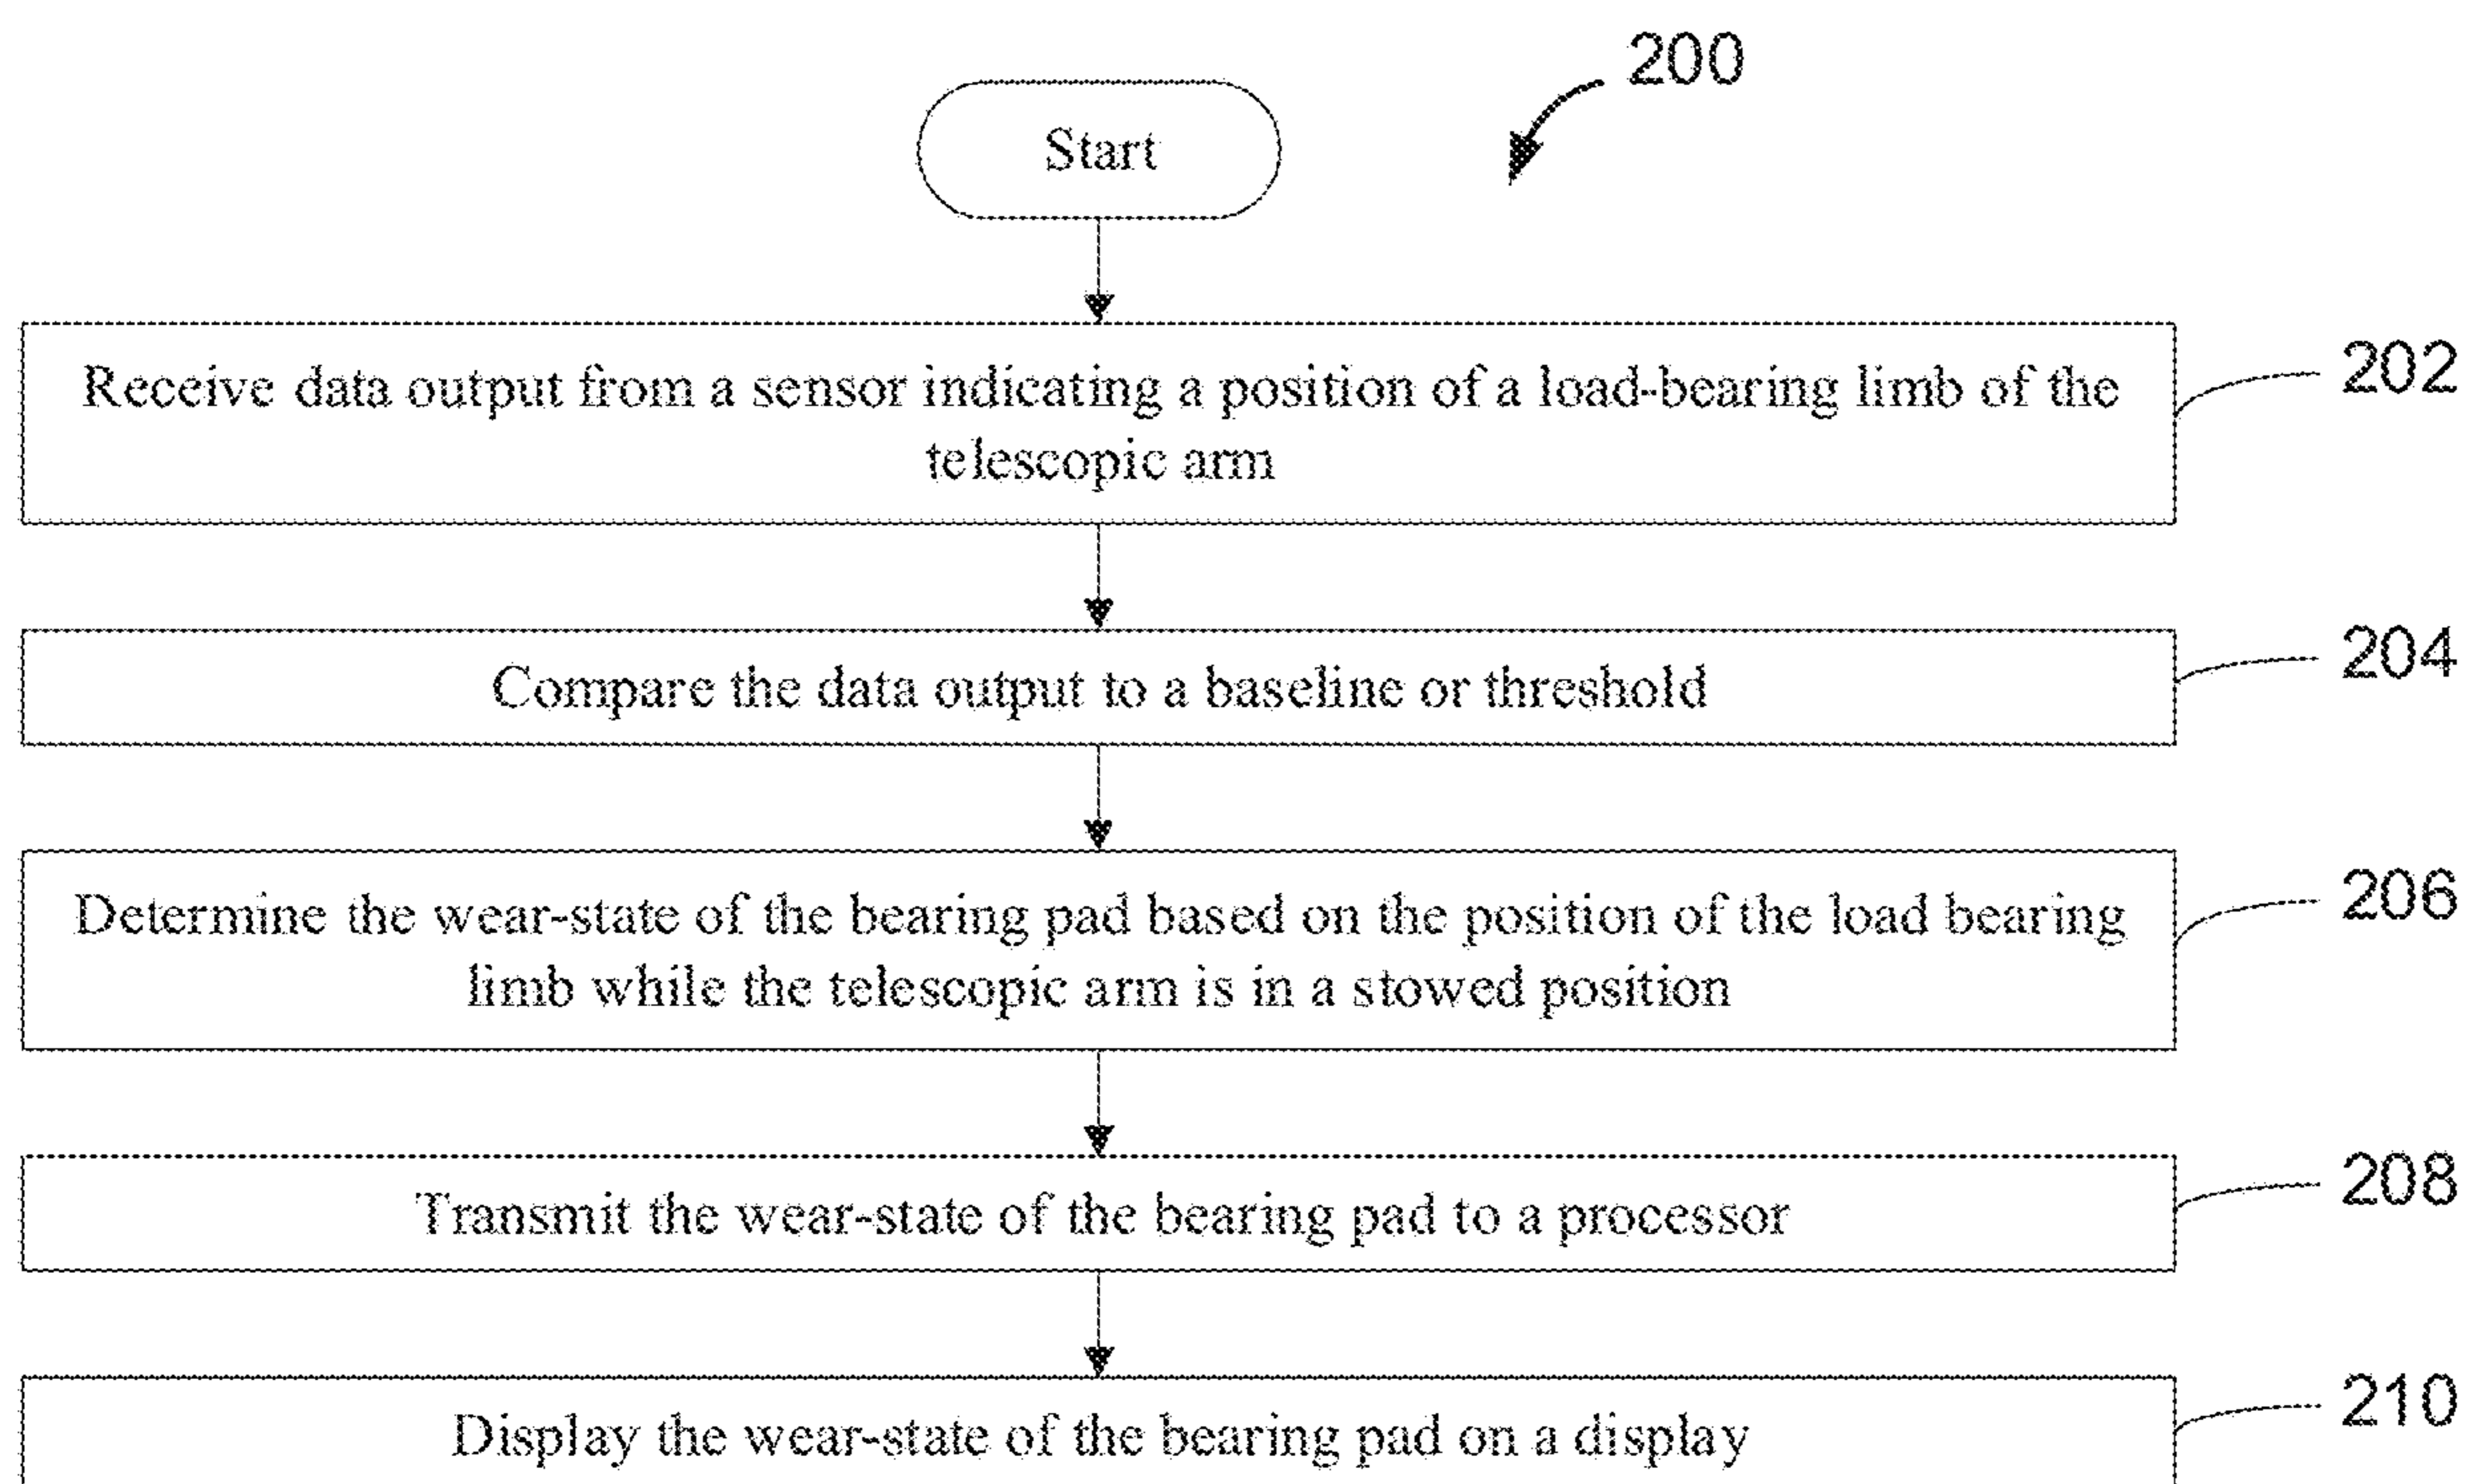 200
Start
Receive data output from a sensor indicating a position of a load-bearing limb of the
telescopic arm
202
Compare the data output to a baseline or threshold
204
Determine the wear-state of the bearing pad based on the position of the load bearing
limb while the telescopic arm is in a stowed position
206
Transmit the wear-state of the bearing pad to a processor
208
Display the wear-state of the bearing pad on a display
210